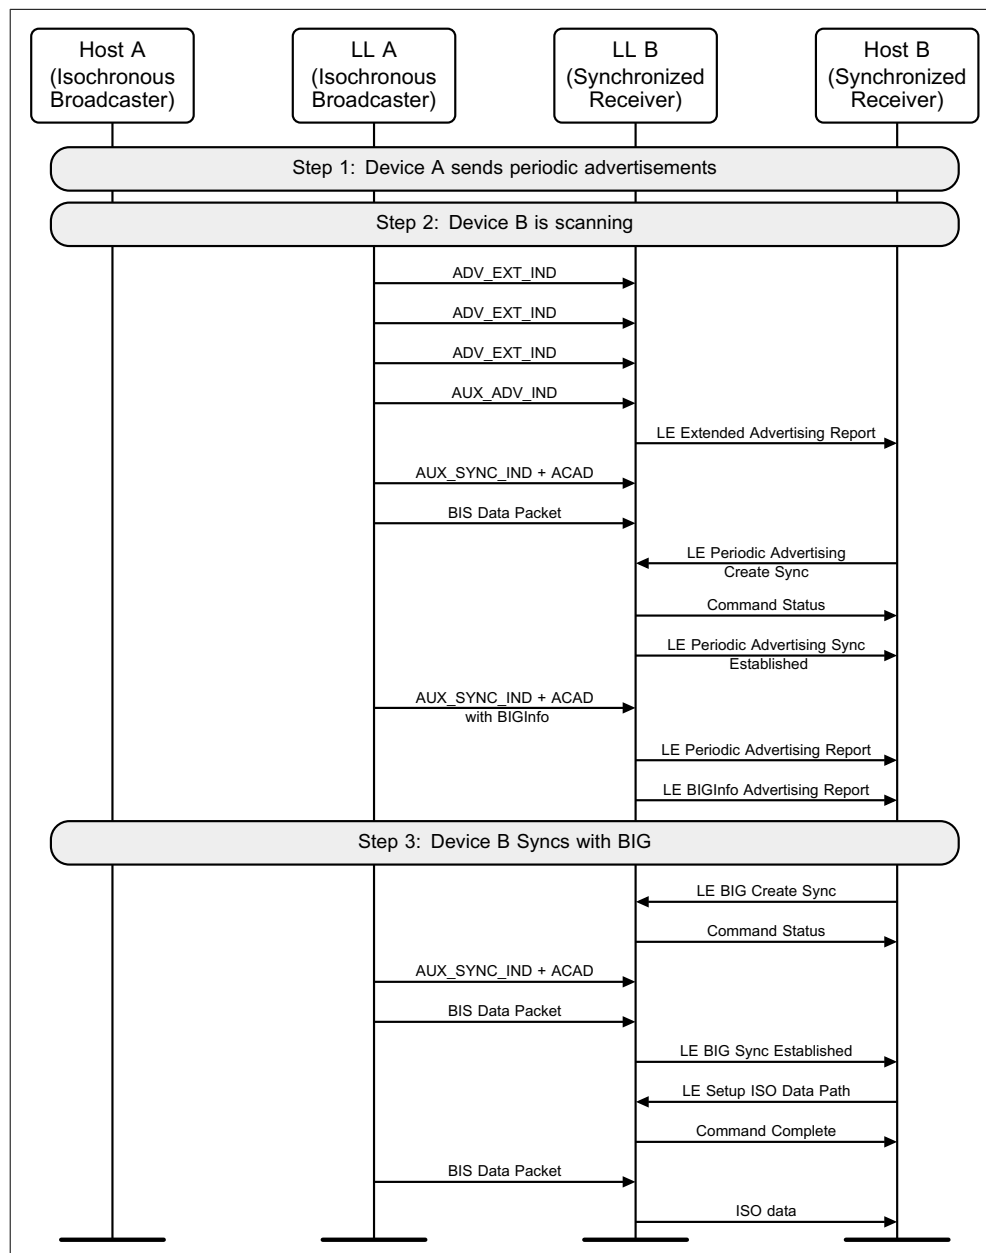 Host A
(Isochronous
Broadcaster)
LL A
(Isochronous
Broadcaster)
LL B
(Synchronized
Receiver)
Host B
(Synchronized
Receiver)
Step 1: Device A sends periodic advertisements
Step 2: Device B is scanning
ADV_EXT_IND
ADV_EXT_IND
ADV_EXT_IND
AUX_ADV_IND
LE Extended Advertising Report
AUX_SYNC_IND + ACAD
BIS Data Packet
LE Periodic Advertising
Create Sync
Command Status
LE Periodic Advertising Sync
Established
AUX_SYNC_IND + ACAD
with BIGInfo
LE Periodic Advertising Report
LE BIGInfo Advertising Report
Step 3: Device B Syncs with BIG
LE BIG Create Sync
Command Status
AUX_SYNC_IND + ACAD
BIS Data Packet
LE BIG Sync Established
LE Setup ISO Data Path
Command Complete
BIS Data Packet
ISO data